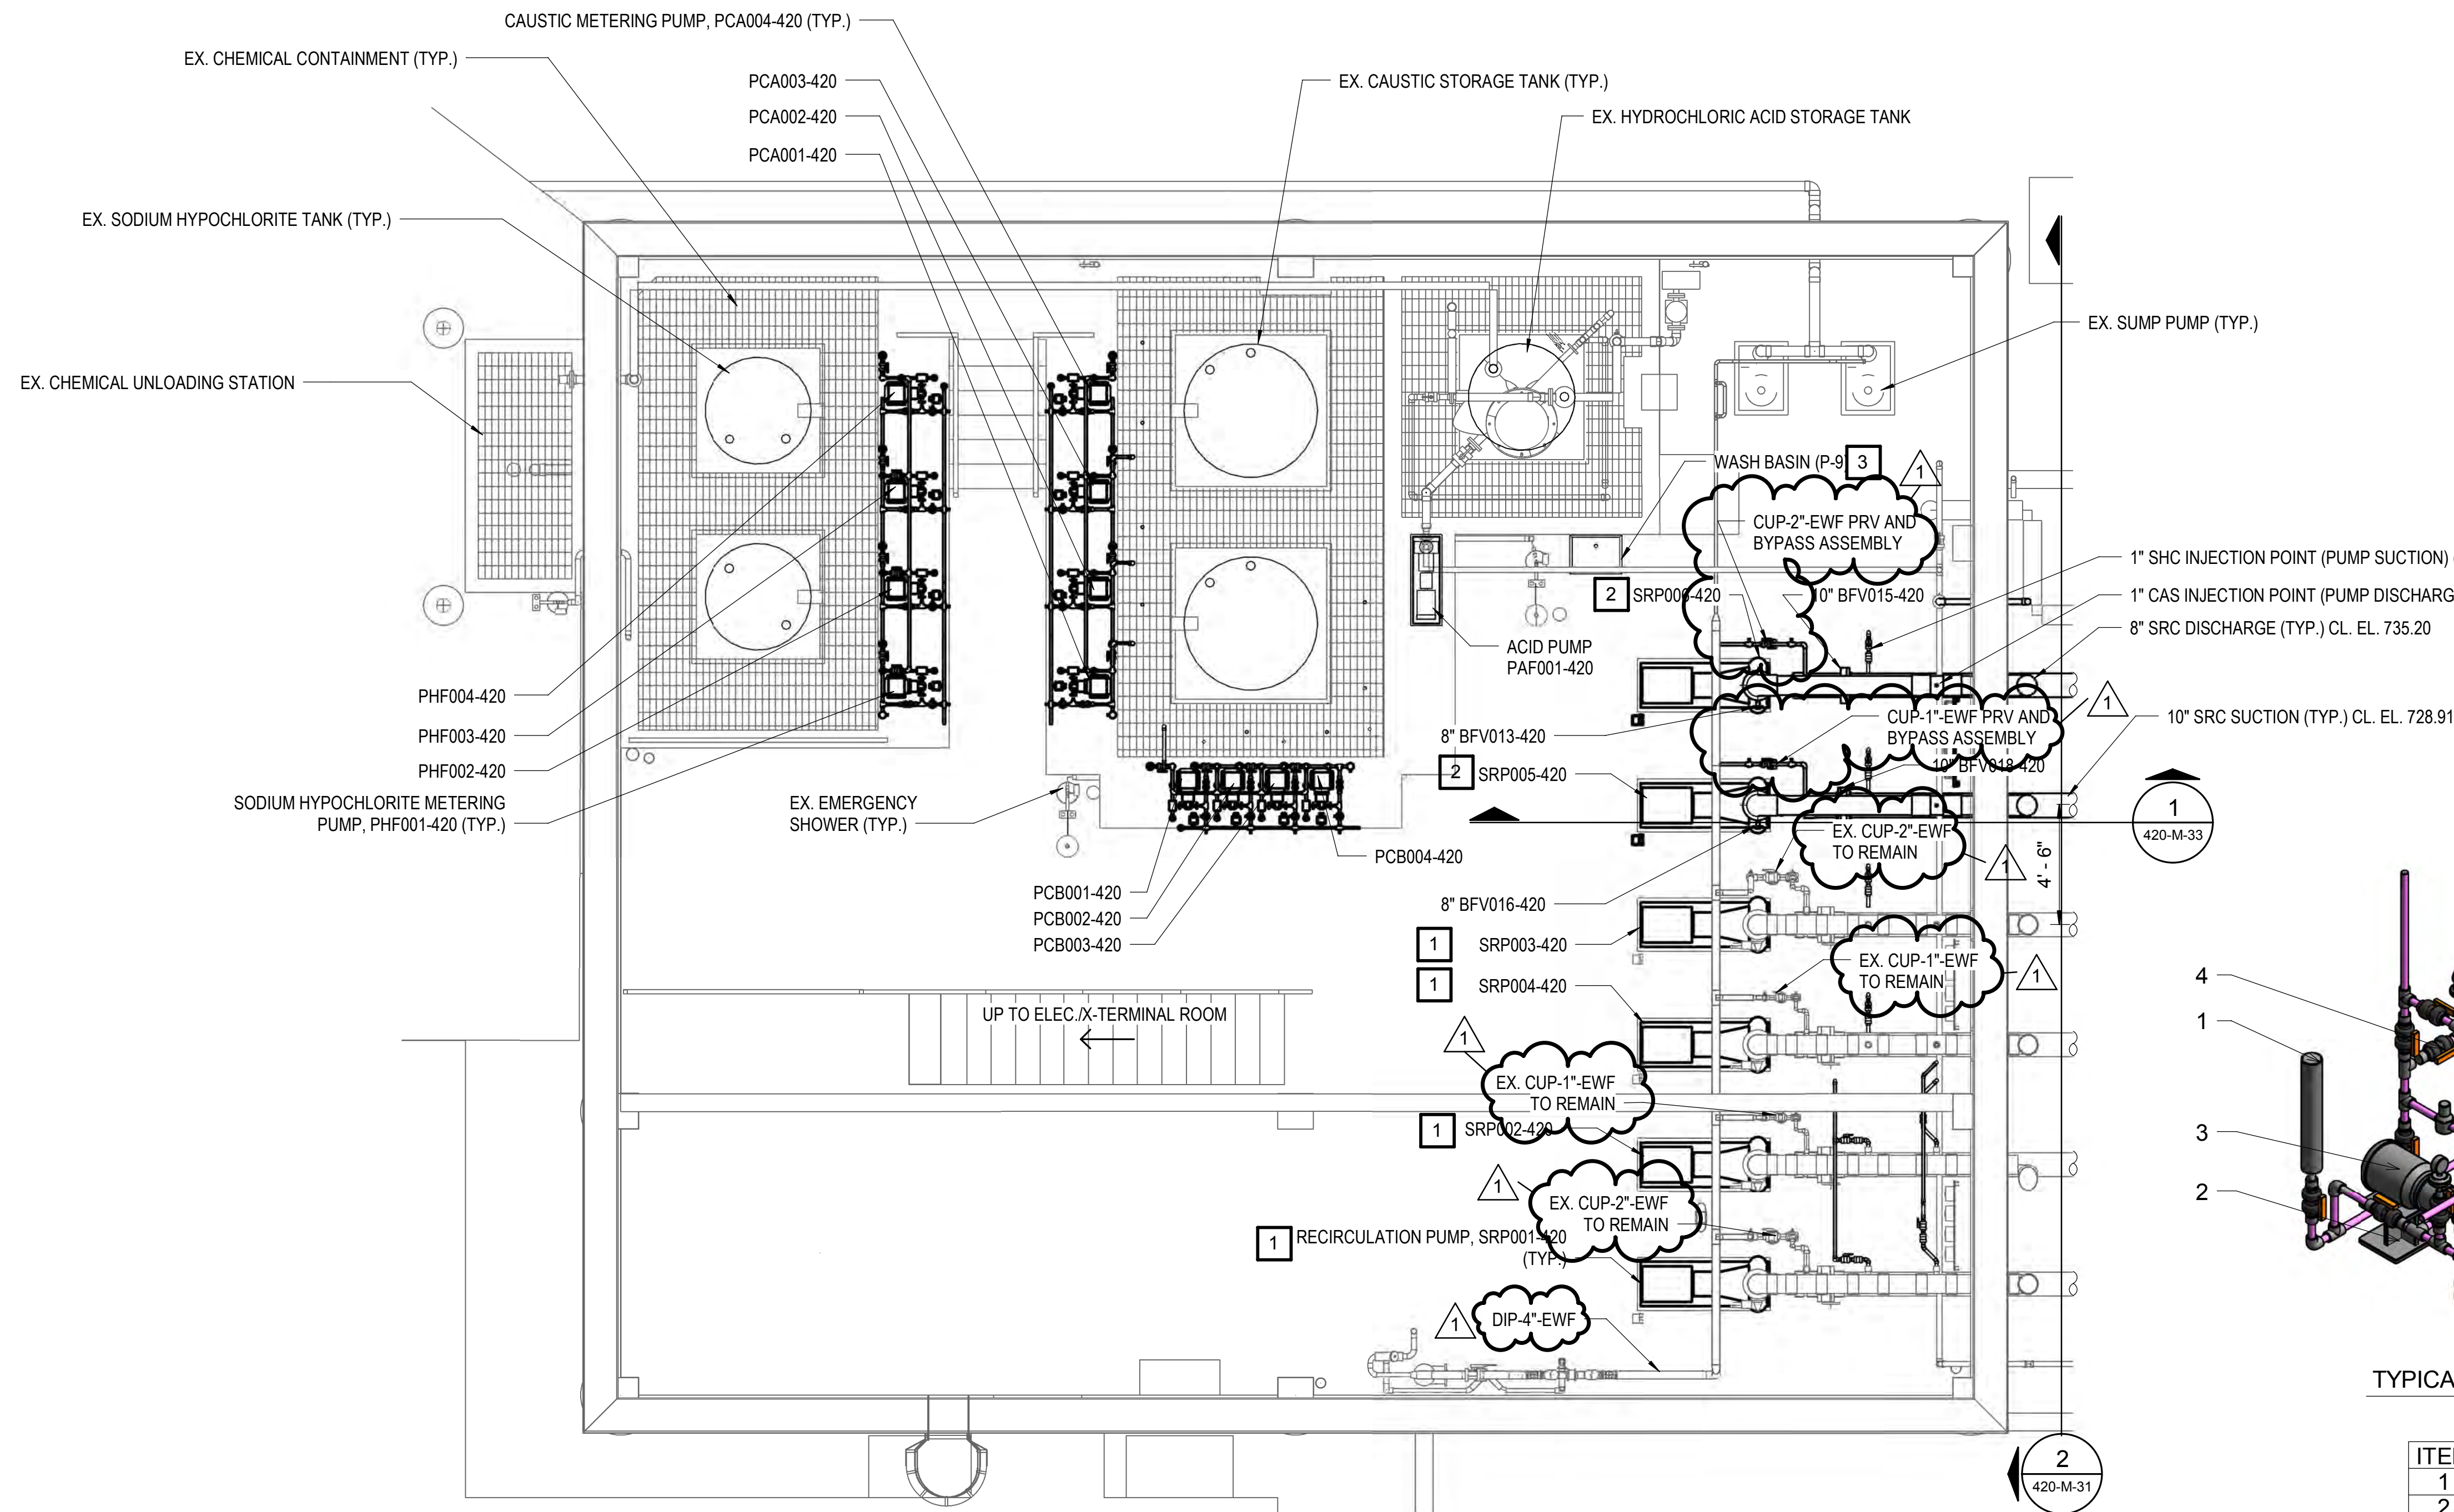 CAUSTIC METERING PUMP, PCA004-420 (TYP.)
EX. CHEMICAL CONTAINMENT (TYP.)
PCA003-420
EX. CAUSTIC STORAGE TANK (TYP.)
PCA002-420
EX. HYDROCHLORIC ACID STORAGE TANK
PCA001-420
EX. SODIUM HYPOCHLORITE TANK (TYP.)
EX. SUMP PUMP (TYP.)
EX. CHEMICAL UNLOADING STATION
WASH BASIN (P-9)
3
1
CUP-2"-EWF PRV AND
BYPASS ASSEMBLY
1" SHC INJECTION POINT (PUMP SUCTION)
2
SRP006-420
10" BFV015-420
1" CAS INJECTION POINT (PUMP DISCHARG
8" SRC DISCHARGE (TYP.) CL. EL. 735.20
ACID PUMP
PAF001-420
PHF004-420
1
CUP-1"-EWF PRV AND
BYPASS ASSEMBLY
10" SRC SUCTION (TYP.) CL. EL. 728.91
PHF003-420
8" BFV013-420
PHF002-420
2
SRP005-420
10" BFV018-420
SODIUM HYPOCHLORITE METERING
PUMP, PHF001-420 (TYP.)
EX. EMERGENCY
SHOWER (TYP.)
1
420-M-33
EX. CUP-2"-EWF
TO REMAIN
1
4' - 6"
PCB004-420
PCB001-420
PCB002-420
PCB003-420
8" BFV016-420
1
SRP003-420
EX. CUP-1"-EWF
TO REMAIN
1
1
SRP004-420
4
1
3
2
UP TO ELEC./X-TERMINAL ROOM
1
EX. CUP-1"-EWF
TO REMAIN
1
SRP002-420
1
EX. CUP-2"-EWF
TO REMAIN
1
RECIRCULATION PUMP, SRP001-420
(TYP.)
1
DIP-4"-EWF
TYPICA
2
420-M-31
ITE
1
2